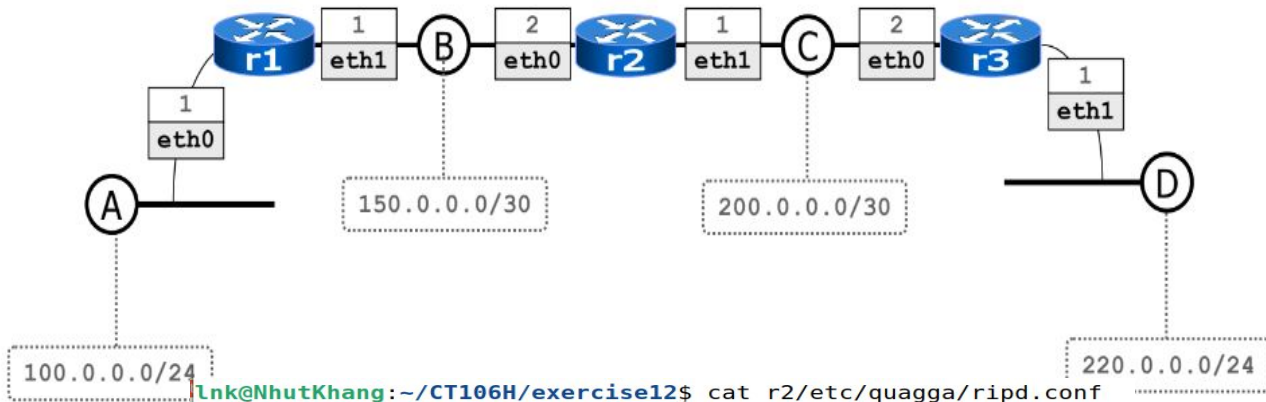 1
eth1
B
2
eth0
1
eth1
C
2
eth0
r1
r2
r3
1
eth0
1
eth1
A
150.0.0.0/30
200.0.0.0/30
D
100.0.0.0/24
220.0.0.0/24
lnk@NhutKhang:~/CT106H/exercise12$ cat r2/etc/quagga/ripd.conf